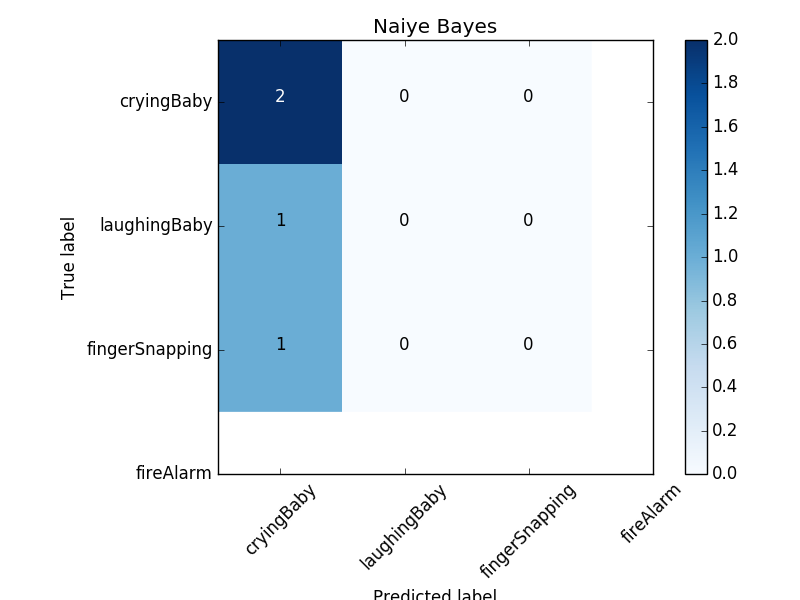 Naiye Bayes
cryingBaby 2 0 0
laughingBaby 1 0 0
fingerSnapping 1 0 0
fireAlarm
True label
cryingBaby laughingBaby fingerSnapping fireAlarm
Predicted label
2.0
1.8
1.6
1.4
1.2
1.0
0.8
0.6
0.4
0.2
0.0